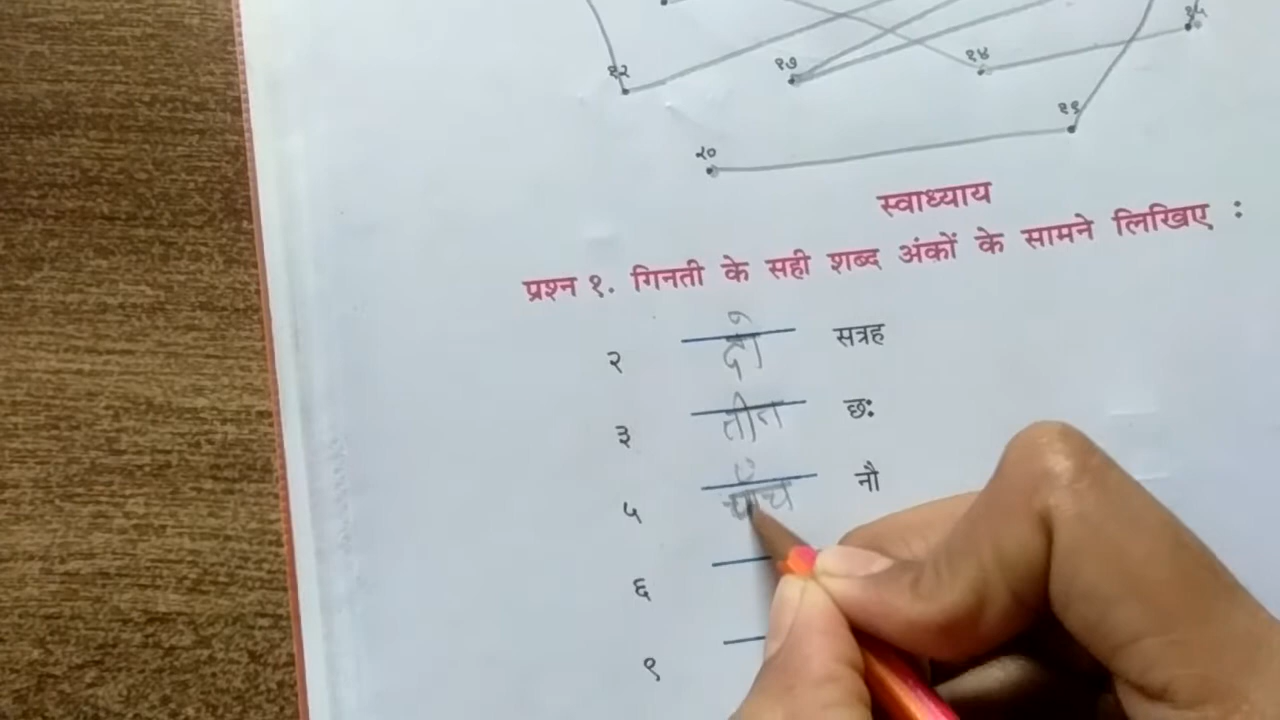 १५
१२ १७ १४
१९
२०
स्वाध्याय
प्रश्न १. गिनती के सही शब्द अंकों के सामने लिखिए :
२ दो सत्रह
३ तीन छः
५ पाँच नौ
६
९